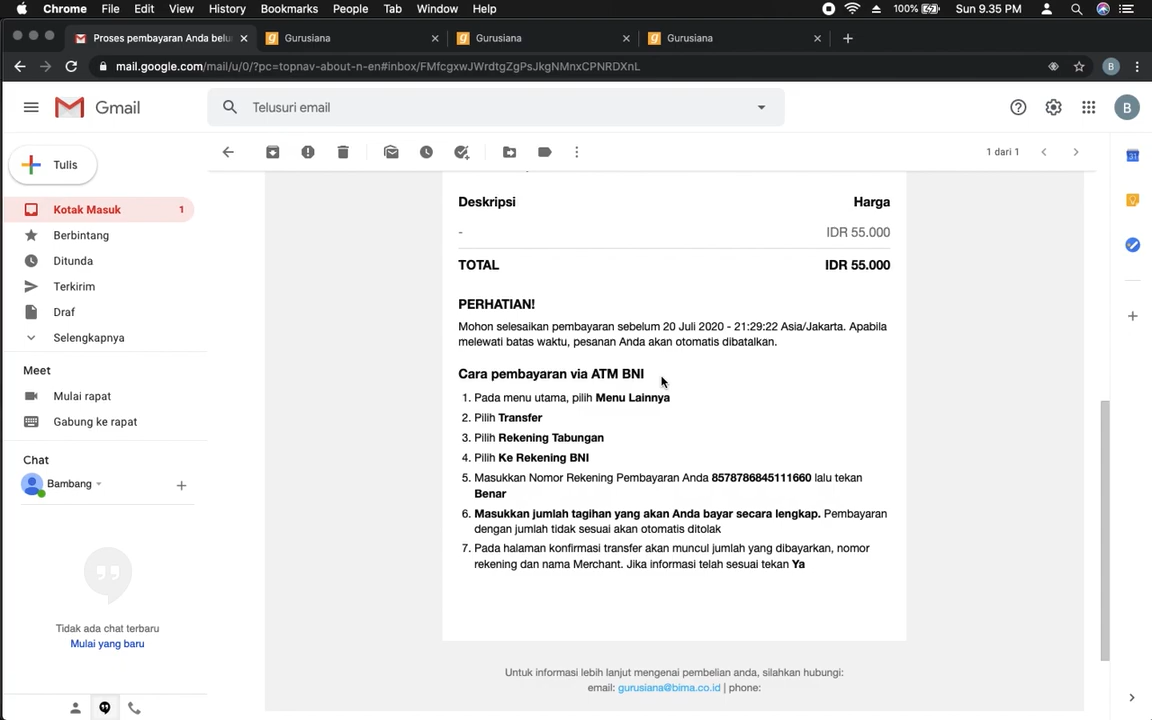 Chrome File Edit View History Bookmarks People Tab Window Help 100% Sun 9.35 PM
Proses pembayaran Anda belu Gurusiana Gurusiana Gurusiana
mail.google.com/mail/u/0/?pc=topnav-about-n-en#inbox/FMfcgxwJWrdtgZgPsJkgNMnxCPNRDXnL B
Gmail Telusuri email B
Tulis
1 dari 1
31
Kotak Masuk 1
Berbintang
Ditunda
Terkirim
Draf
Selengkapnya
Meet
Mulai rapat
Gabung ke rapat
Chat
Bambang
Tidak ada chat terbaru
Mulai yang baru
Deskripsi Harga
- IDR 55.000
TOTAL IDR 55.000
PERHATIAN!
Mohon selesaikan pembayaran sebelum 20 Juli 2020 - 21:29:22 Asia/Jakarta. Apabila
melewati batas waktu, pesanan Anda akan otomatis dibatalkan.
Cara pembayaran via ATM BNI
1. Pada menu utama, pilih Menu Lainnya
2. Pilih Transfer
3. Pilih Rekening Tabungan
4. Pilih Ke Rekening BNI
5. Masukkan Nomor Rekening Pembayaran Anda 8578786845111660 lalu tekan
Benar
6. Masukkan jumlah tagihan yang akan Anda bayar secara lengkap. Pembayaran
dengan jumlah tidak sesuai akan otomatis ditolak
7. Pada halaman konfirmasi transfer akan muncul jumlah yang dibayarkan, nomor
rekening dan nama Merchant. Jika informasi telah sesuai tekan Ya
Untuk informasi lebih lanjut mengenai pembelian anda, silahkan hubungi:
email: gurusiana@bima.co.id | phone: